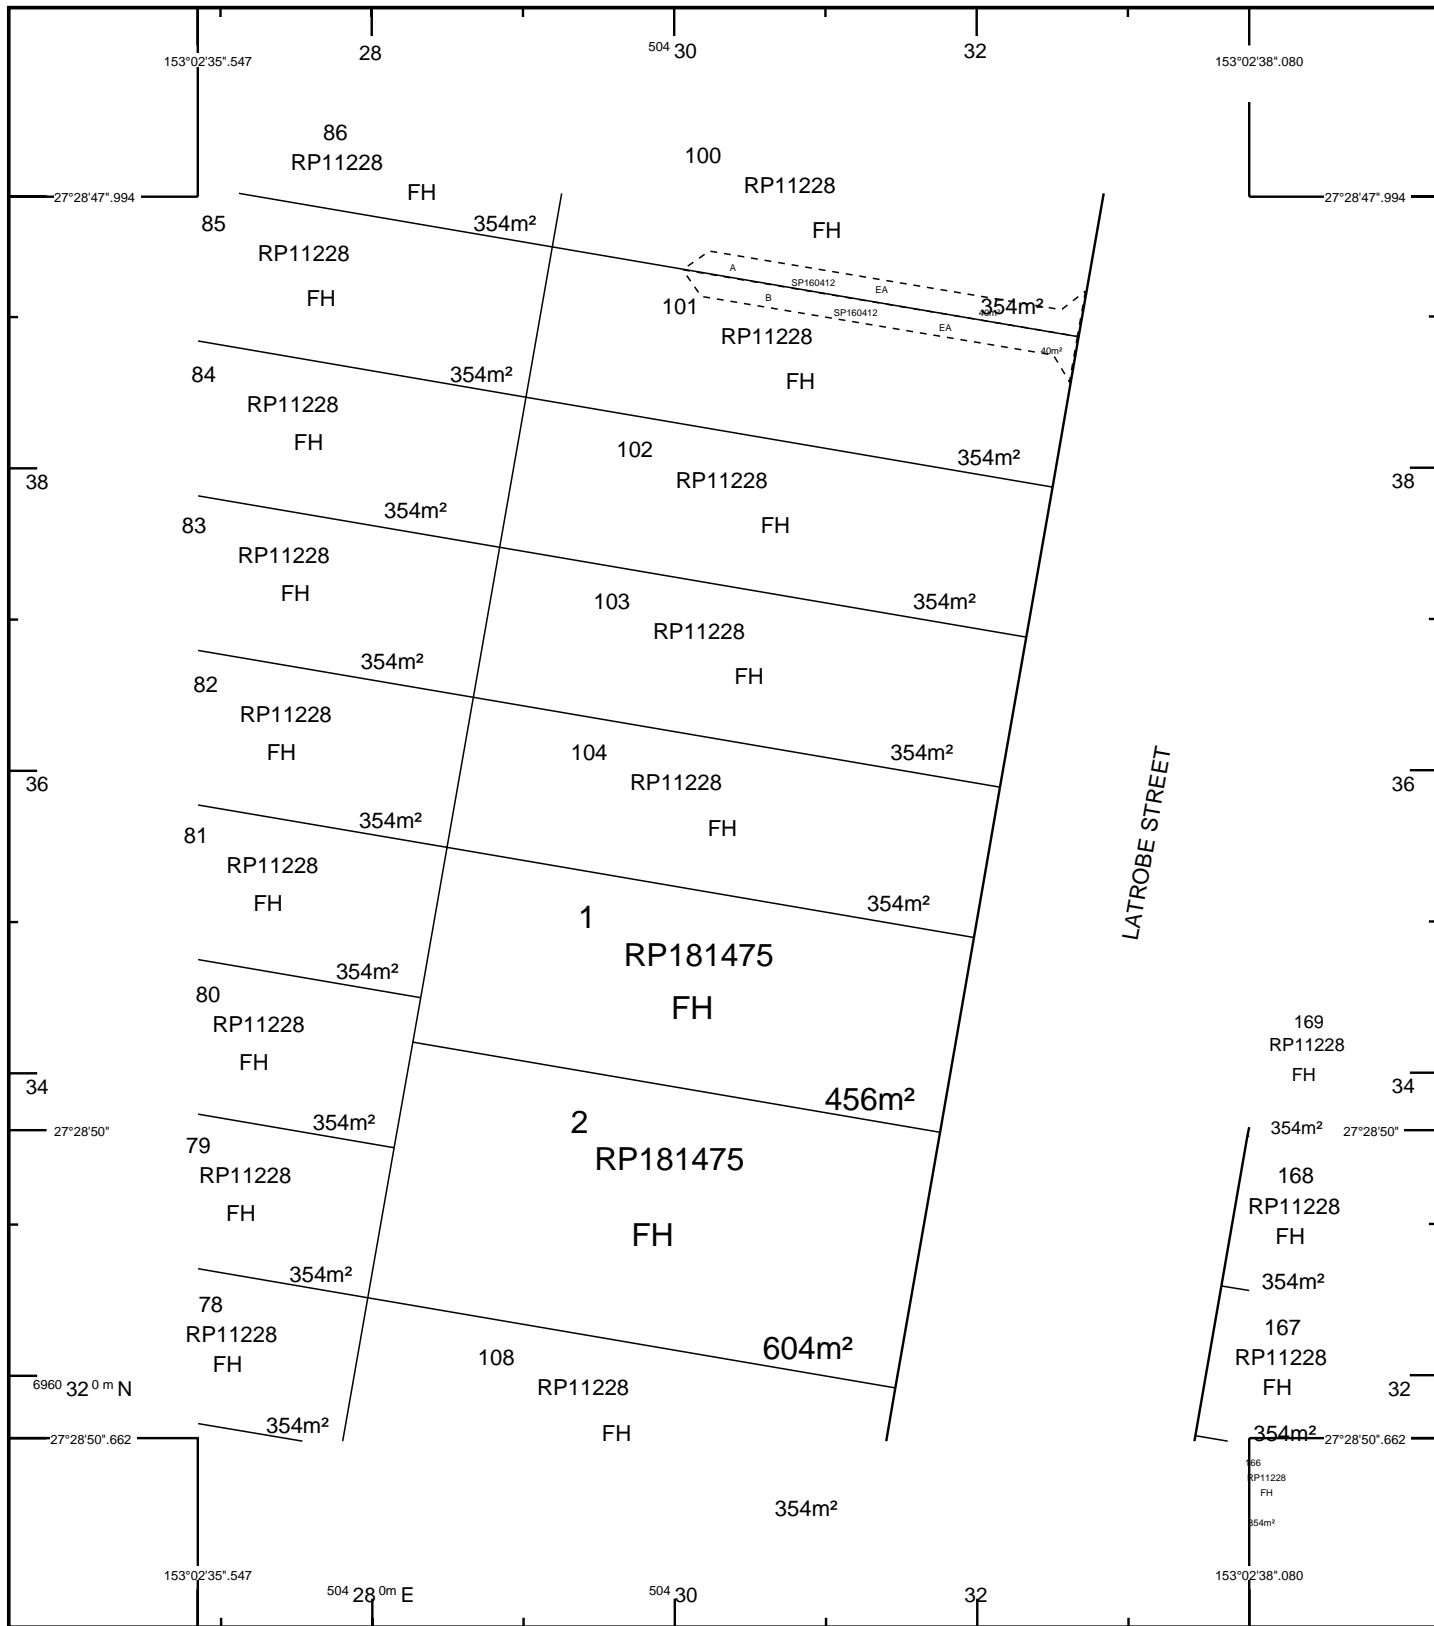 28
504 30
32
153°02'35".547
153°02'38".080
86
RP11228
FH
100
RP11228
FH
27°28'47".994
27°28'47".994
354m²
85
RP11228
FH
A
SP160412
EA
40m²
354m²
B
SP160412
EA
40m²
101
RP11228
FH
354m²
84
RP11228
FH
354m²
102
RP11228
FH
38
38
354m²
83
RP11228
FH
354m²
103
RP11228
FH
354m²
82
RP11228
FH
354m²
104
RP11228
FH
36
36
LATROBE STREET
354m²
81
RP11228
FH
354m²
1
RP181475
FH
456m²
354m²
80
RP11228
FH
169
RP11228
FH
354m²
34
34
27°28'50"
27°28'50"
354m²
79
RP11228
FH
2
RP181475
FH
604m²
168
RP11228
FH
354m²
354m²
78
RP11228
FH
354m²
167
RP11228
FH
354m²
108
RP11228
FH
354m²
6960 32 0 m N
32
27°28'50".662
27°28'50".662
166
RP11228
FH
354m²
153°02'35".547
153°02'38".080
504 28 0m E
504 30
32